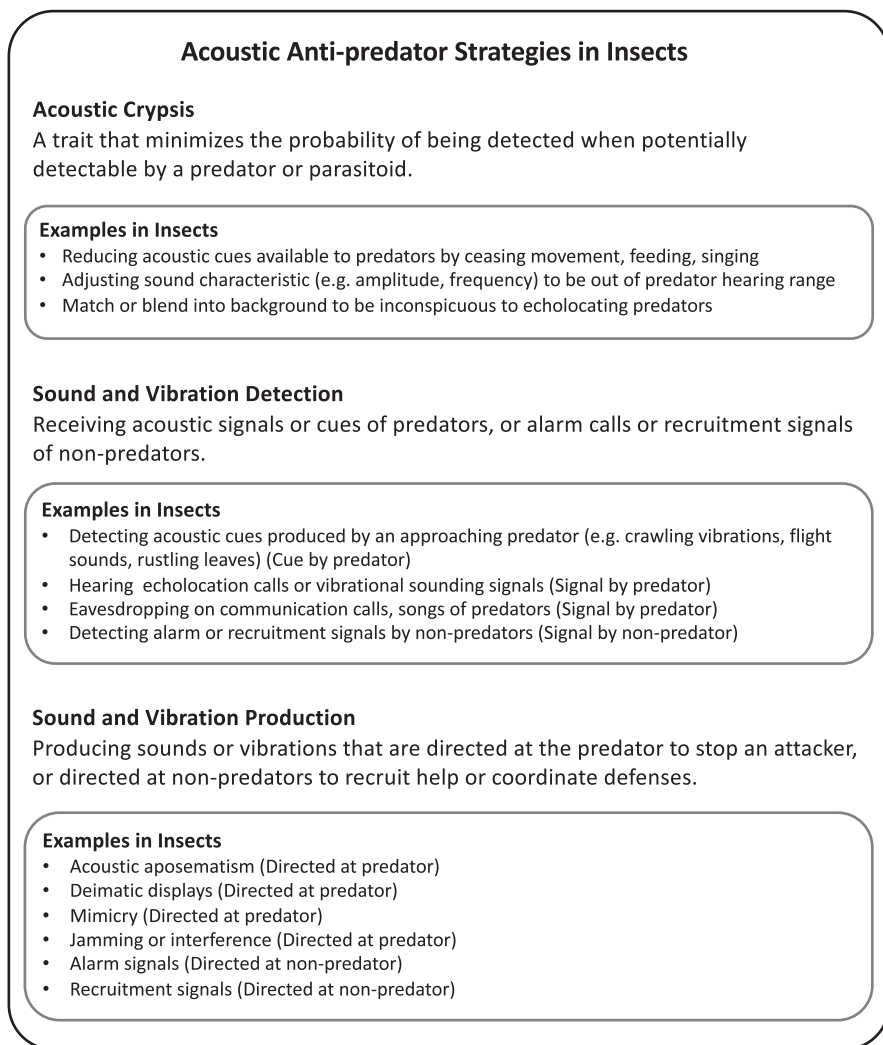 Acoustic Anti-predator Strategies in Insects
Acoustic Crypsis
A trait that minimizes the probability of being detected when potentially
detectable by a predator or parasitoid.
Examples in Insects
• Reducing acoustic cues available to predators by ceasing movement, feeding, singing
• Adjusting sound characteristic (e.g. amplitude, frequency) to be out of predator hearing range
• Match or blend into background to be inconspicuous to echolocating predators
Sound and Vibration Detection
Receiving acoustic signals or cues of predators, or alarm calls or recruitment signals
of non-predators.
Examples in Insects
• Detecting acoustic cues produced by an approaching predator (e.g. crawling vibrations, flight
sounds, rustling leaves) (Cue by predator)
• Hearing echolocation calls or vibrational sounding signals (Signal by predator)
• Eavesdropping on communication calls, songs of predators (Signal by predator)
• Detecting alarm or recruitment signals by non-predators (Signal by non-predator)
Sound and Vibration Production
Producing sounds or vibrations that are directed at the predator to stop an attacker,
or directed at non-predators to recruit help or coordinate defenses.
Examples in Insects
• Acoustic aposematism (Directed at predator)
• Deimatic displays (Directed at predator)
• Mimicry (Directed at predator)
• Jamming or interference (Directed at predator)
• Alarm signals (Directed at non-predator)
• Recruitment signals (Directed at non-predator)